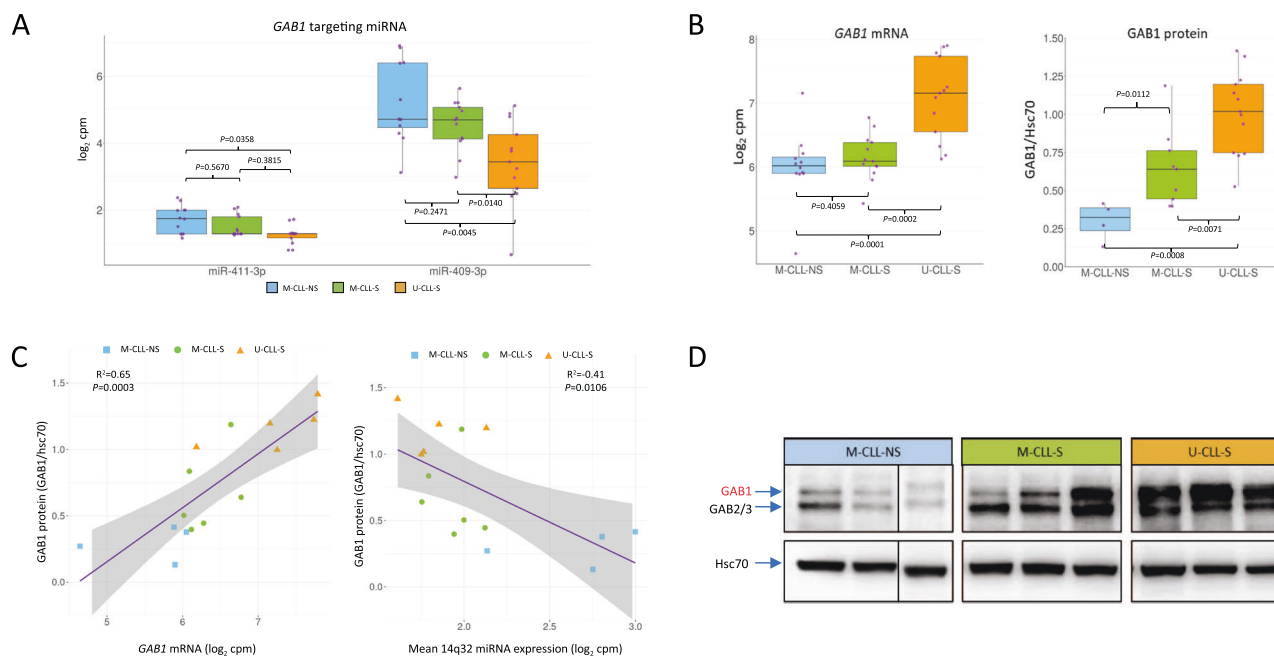 A
GAB1 targeting miRNA
log2 cpm
6
4
2
P=0.0358
P=0.5670
P=0.3815
P=0.2471
P=0.0140
P=0.0045
miR-411-3p
miR-409-3p
M-CLL-NS
M-CLL-S
U-CLL-S
B
GAB1 mRNA
Log2 cpm
8
7
6
5
P=0.4059
P=0.0002
P=0.0001
M-CLL-NS
M-CLL-S
U-CLL-S
GAB1 protein
GAB1/Hsc70
1.50
1.25
1.00
0.75
0.50
0.25
0.00
P=0.0112
P=0.0071
P=0.0008
M-CLL-NS
M-CLL-S
U-CLL-S
C
M-CLL-NS
M-CLL-S
U-CLL-S
R2=0.65
P=0.0003
GAB1 protein (GAB1/hsc70)
1.5
1.0
0.5
0.0
5
6
7
GAB1 mRNA (log2 cpm)
M-CLL-NS
M-CLL-S
U-CLL-S
R2=-0.41
P=0.0106
GAB1 protein (GAB1/hsc70)
1.5
1.0
0.5
0.0
2.0
2.5
3.0
Mean 14q32 miRNA expression (log2 cpm)
D
M-CLL-NS
M-CLL-S
U-CLL-S
GAB1
GAB2/3
Hsc70